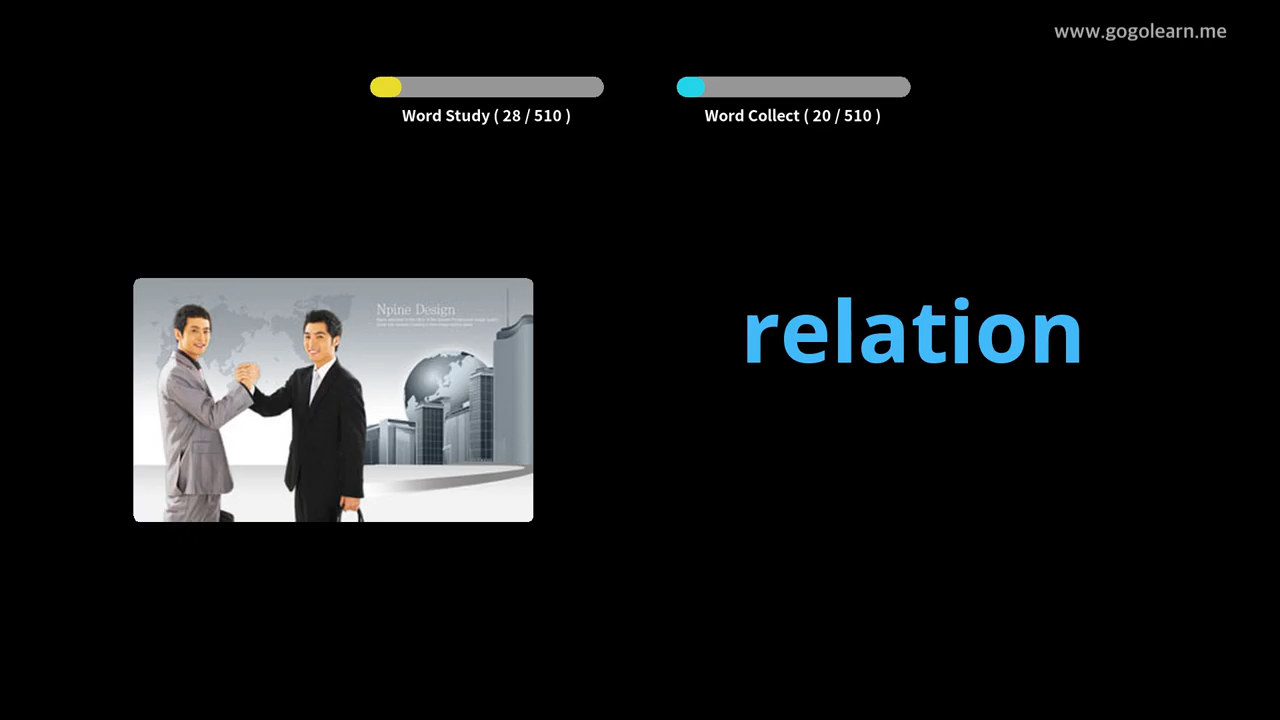 www.gogolearn.me
Word Study ( 28 / 510 )
Word Collect ( 20 / 510 )
Npine Design
relation